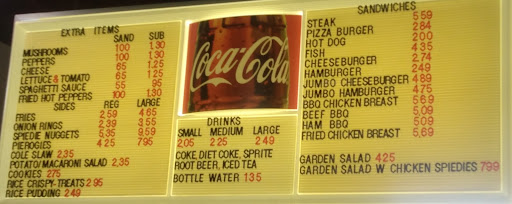 EXTRA ITEMS
SAND SUB
MUSHROOMS 100 1.30
PEPPERS 100 1.30
CHEESE 65 1.25
LETTUCE & TOMATO 65 1.25
SPAGHETTI SAUCE 55 95
FRIED HOT PEPPERS 100 1.30
SIDES REG LARGE
FRIES 2.59 4.65
ONION RINGS 2.39 3.55
SPIEDIE NUGGETS 5.35 9.59
PIEROGIES 4.25 7.95
COLE SLAW 2.35
POTATO/MACARONI SALAD 2.35
COOKIES 2.75
RICE CRISPY-TREATS 2.95
RICE PUDDING 2.49
Coca-Cola
DRINKS
SMALL MEDIUM LARGE
2.05 2.25 2.49
COKE, DIET COKE, SPRITE
ROOT BEER, ICED TEA
BOTTLE WATER 1.35
SANDWICHES
STEAK 5.59
PIZZA BURGER 2.84
HOT DOG 2.00
FISH 4.35
CHEESEBURGER 2.74
HAMBURGER 2.49
JUMBO CHEESEBURGER 4.89
JUMBO HAMBURGER 4.75
BBQ CHICKEN BREAST 5.69
BEEF BBQ 5.09
HAM BBQ 5.09
FRIED CHICKEN BREAST 5.69
GARDEN SALAD 4.25
GARDEN SALAD W CHICKEN SPIEDIES 7.99